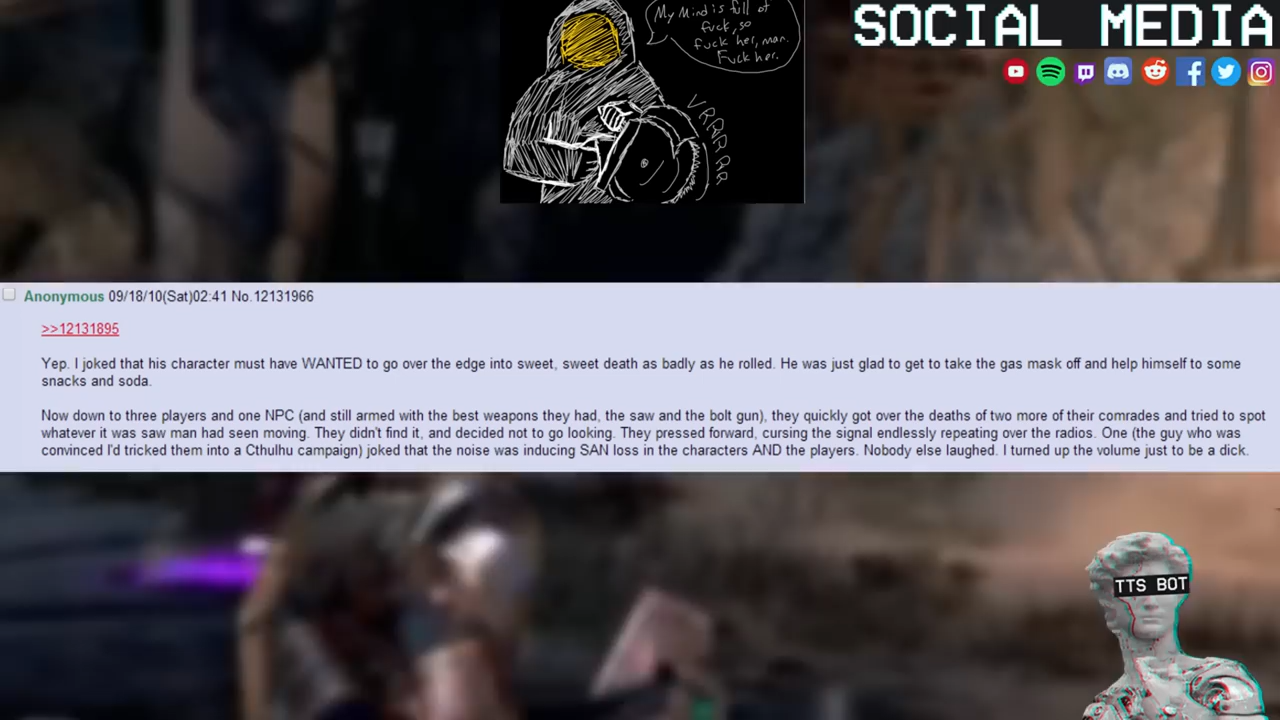 My Mind is full of
fuck, so
fuck her, man.
Fuck her.
SOCIAL MEDIA
VRRRRR
Anonymous 09/18/10(Sat)02:41 No.12131966
>>12131895
Yep. I joked that his character must have WANTED to go over the edge into sweet, sweet death as badly as he rolled. He was just glad to get to take the gas mask off and help himself to some
snacks and soda.
Now down to three players and one NPC (and still armed with the best weapons they had, the saw and the bolt gun), they quickly got over the deaths of two more of their comrades and tried to spot
whatever it was saw man had seen moving. They didn't find it, and decided not to go looking. They pressed forward, cursing the signal endlessly repeating over the radios. One (the guy who was
convinced I'd tricked them into a Cthulhu campaign) joked that the noise was inducing SAN loss in the characters AND the players. Nobody else laughed. I turned up the volume just to be a dick.
TTS BOT